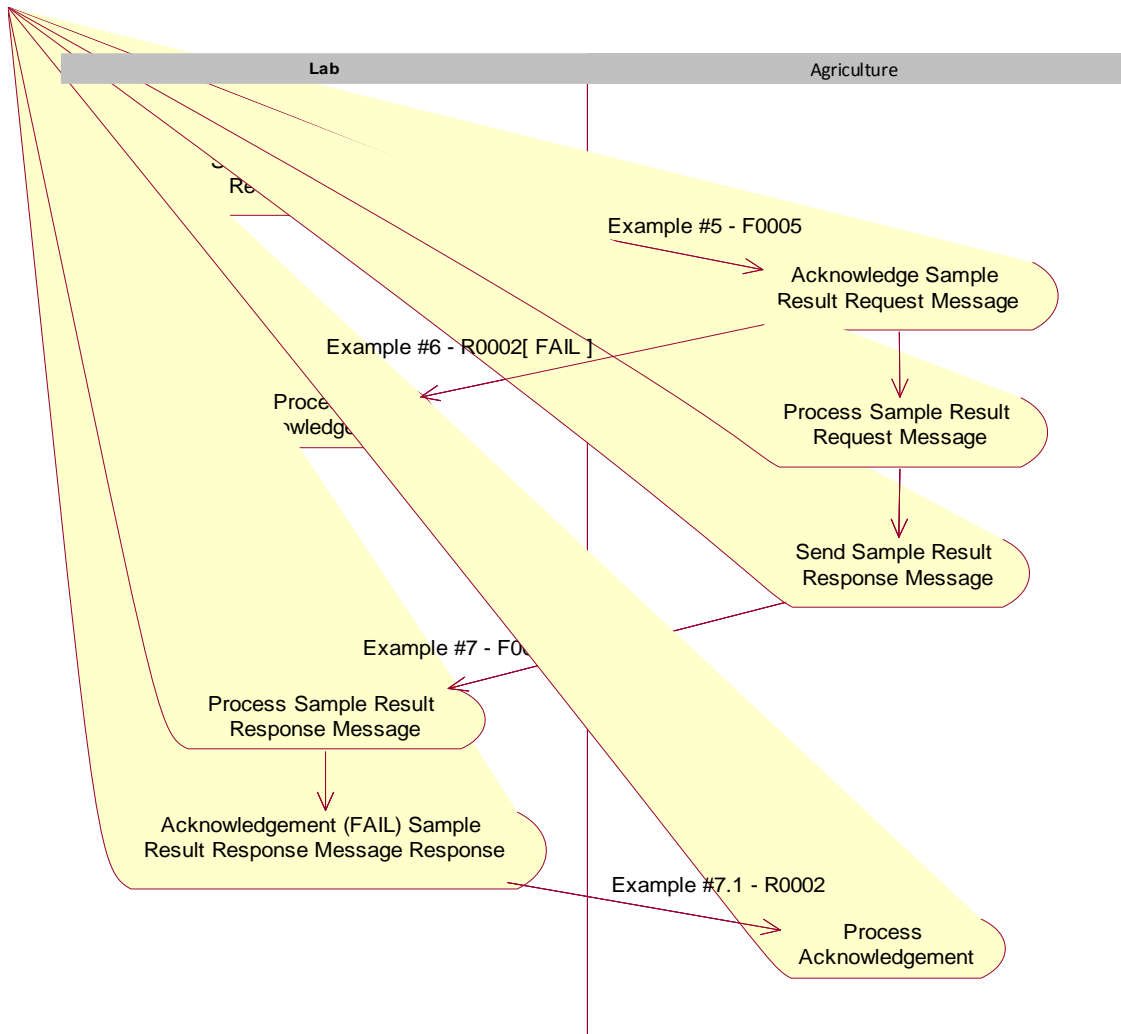 Lab
Agriculture
Example #5 - F0005
Acknowledge Sample
Result Request Message
Example #6 - R0002[ FAIL ]
Process Sample Result
Request Message
Send Sample Result
Response Message
Example #7 -
Process Sample Result
Response Message
Acknowledgement (FAIL) Sample
Result Response Message Response
Example #7.1 - R0002
Process
Acknowledgement